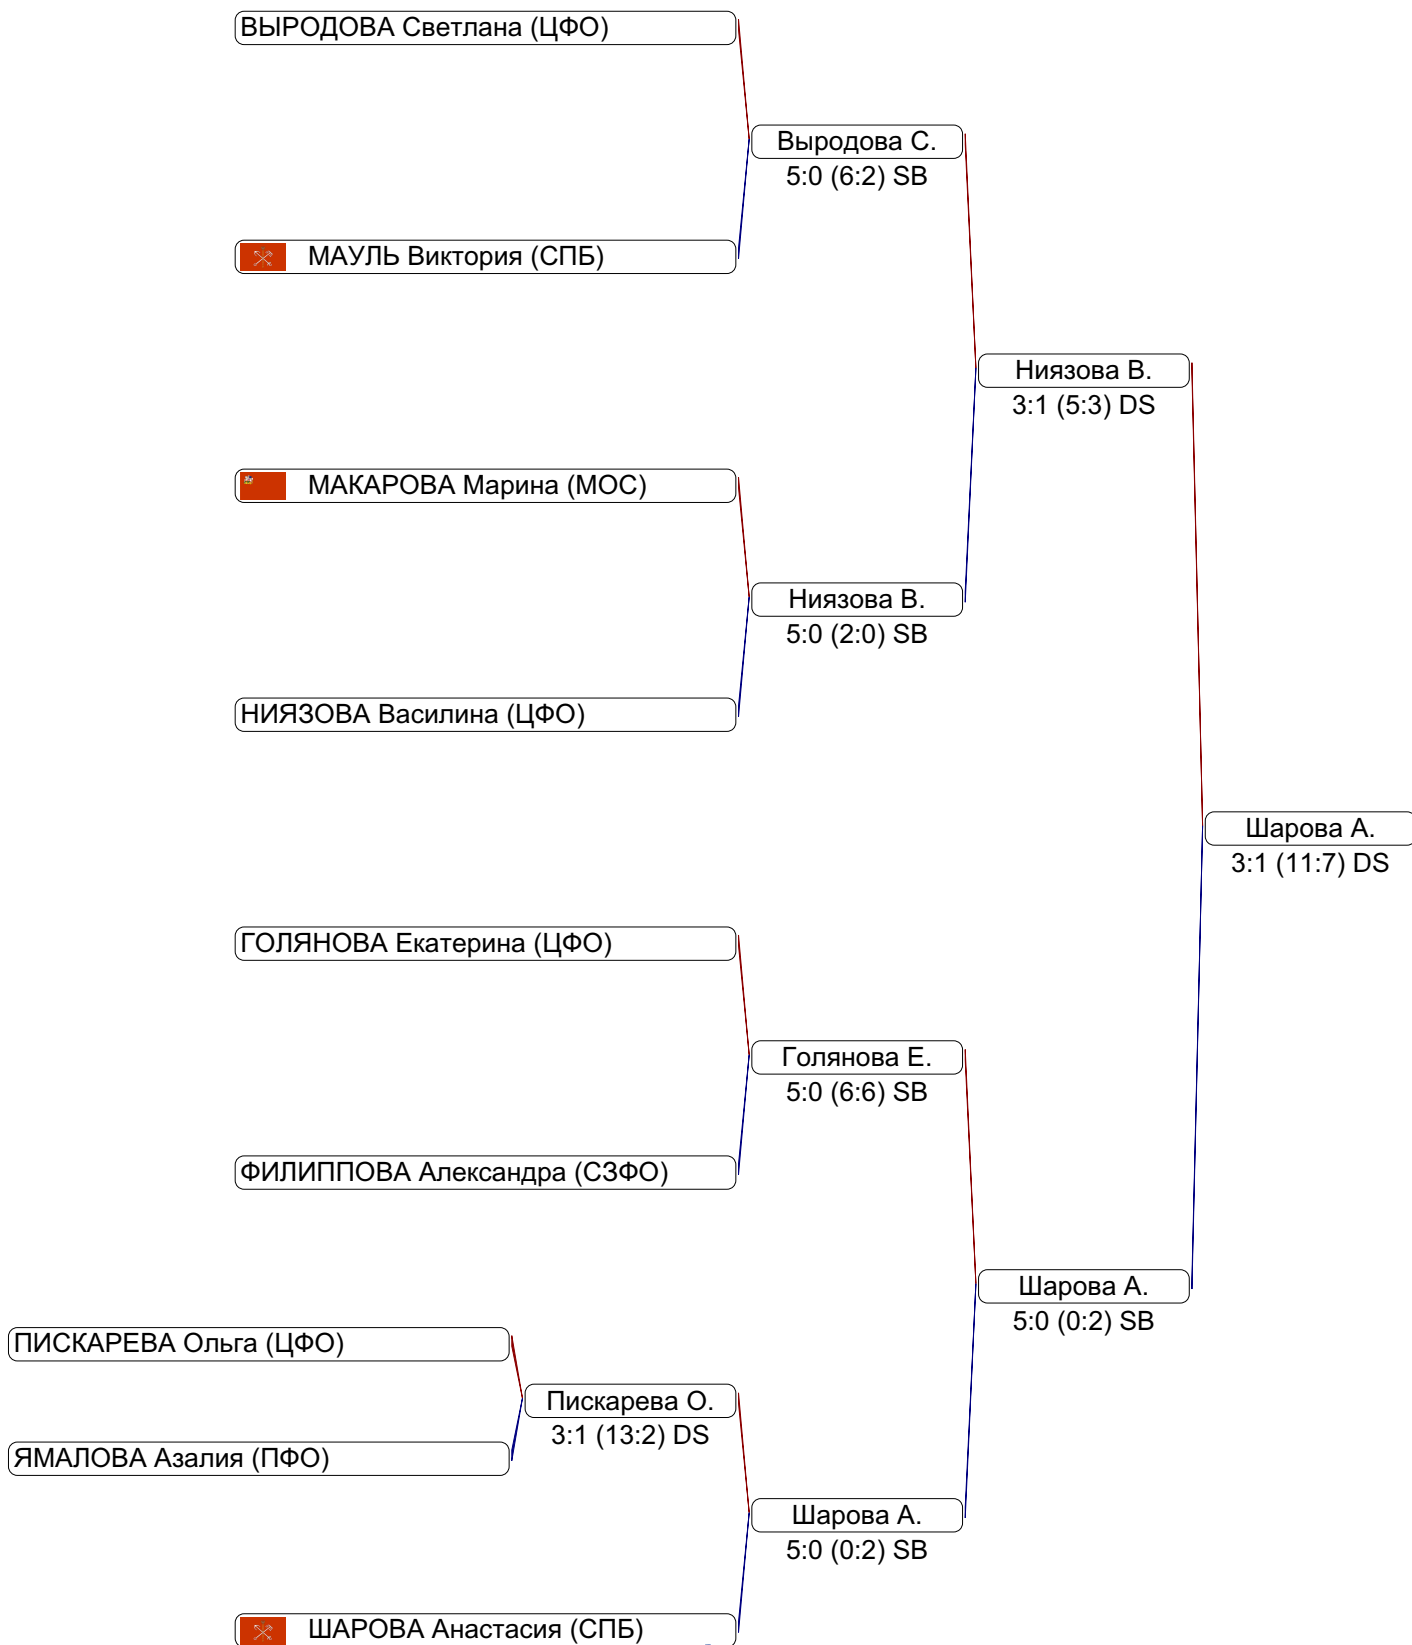 ВЫРОДОВА Светлана (ЦФО)
Выродова С.
5:0 (6:2) SB
МАУЛЬ Виктория (СПБ)
Ниязова В.
3:1 (5:3) DS
МАКАРОВА Марина (МОС)
Ниязова В.
5:0 (2:0) SB
НИЯЗОВА Василина (ЦФО)
Шарова А.
3:1 (11:7) DS
ГОЛЯНОВА Екатерина (ЦФО)
Голянова Е.
5:0 (6:6) SB
ФИЛИППОВА Александра (СЗФО)
Шарова А.
5:0 (0:2) SB
ПИСКАРЕВА Ольга (ЦФО)
Пискарева О.
3:1 (13:2) DS
ЯМАЛОВА Азалия (ПФО)
Шарова А.
5:0 (0:2) SB
ШАРОВА Анастасия (СПБ)